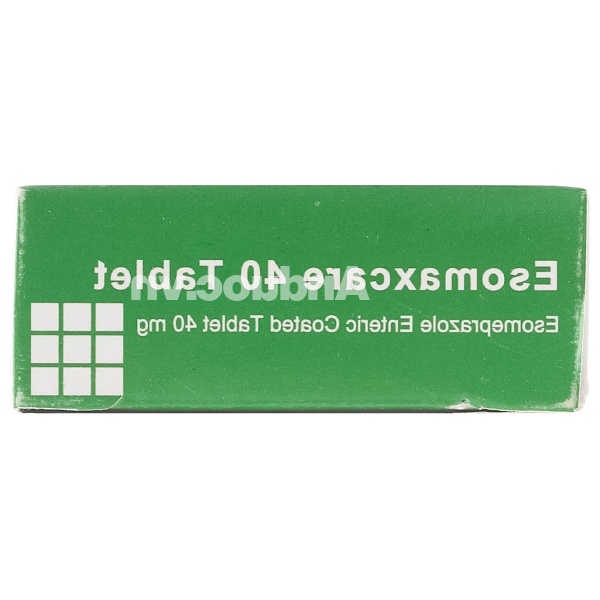 Esomaxcare 40 Tablet
Esomeprazole Enteric Coated Tablet 40 mg